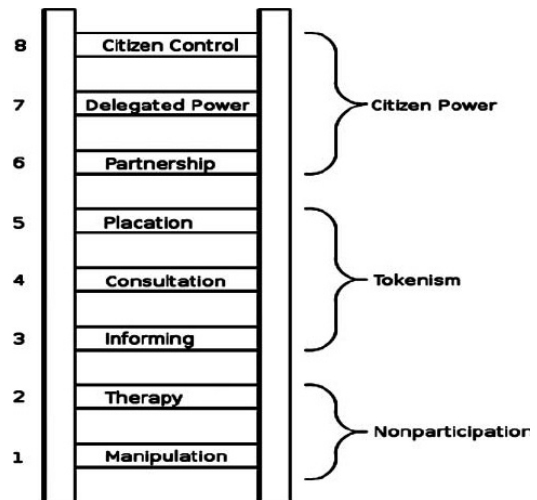 8 Citizen Control
7 Delegated Power
Citizen Power
6 Partnership
5 Placation
4 Consultation
Tokenism
3 Informing
2 Therapy
Nonparticipation
1 Manipulation